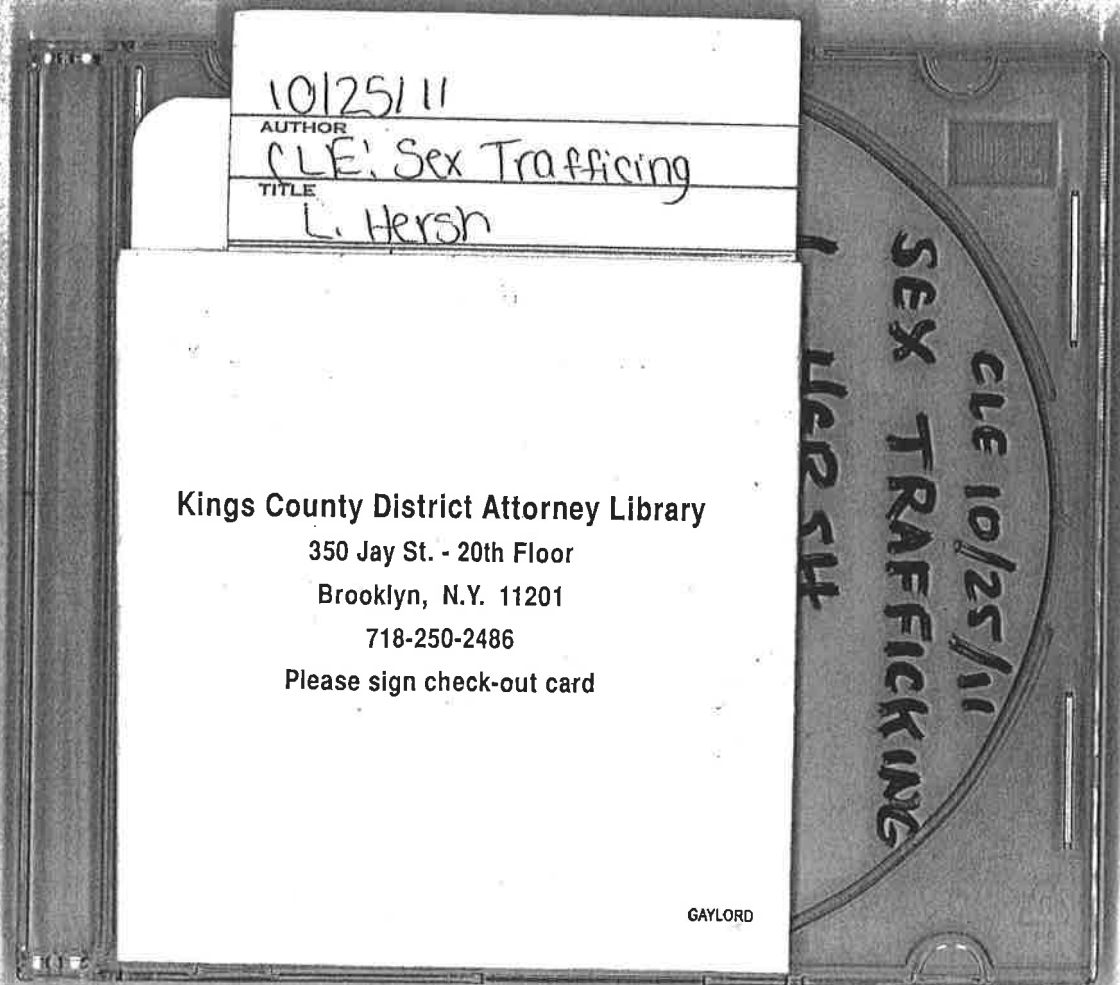 10/25/11
AUTHOR
CLE: Sex Trafficing
TITLE
L. Hersh
Kings County District Attorney Library
350 Jay St. - 20th Floor
Brooklyn, N.Y. 11201
718-250-2486
Please sign check-out card
GAYLORD
CLE 10/25/11
SEX TRAFFICKING
L HERSH